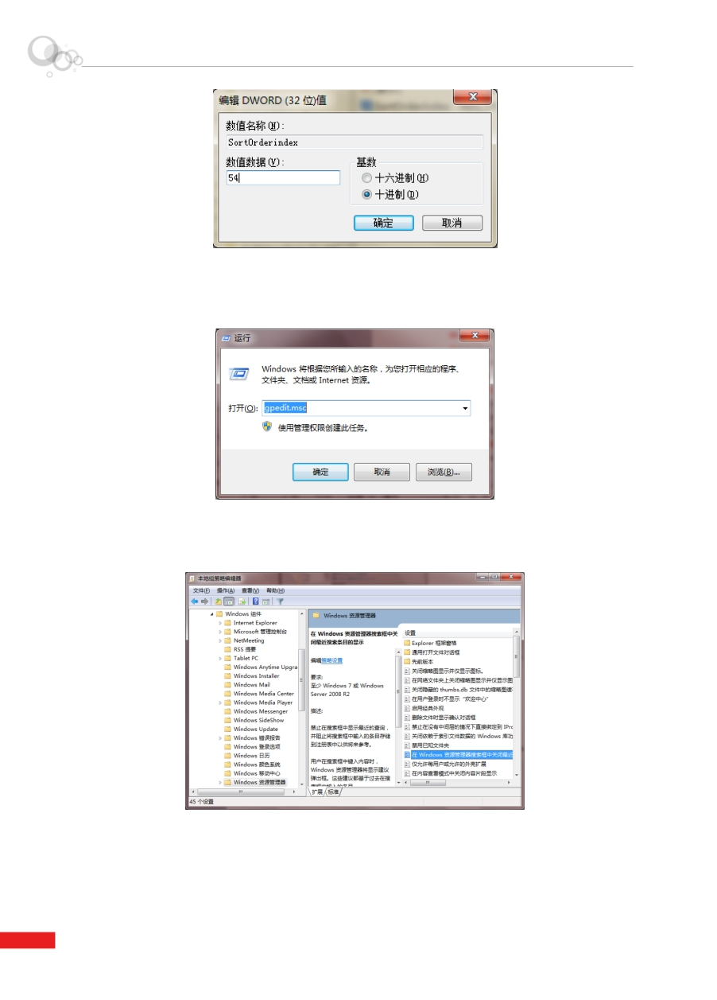 编辑 DWORD (32 位)值
数值名称(N):
SortOrderindex
数值数据(V):
54
基数
十六进制(H)
十进制(D)
确定
取消
运行
Windows 将根据您所输入的名称，为您打开相应的程序、
文件夹、文档或 Internet 资源。
打开(O):
gpedit.msc
使用管理权限创建此任务。
确定
取消
浏览(B)...
本地组策略编辑器
文件(F) 操作(A) 查看(V) 帮助(H)
Windows 组件
Internet Explorer
Microsoft 管理控制台
NetMeeting
RSS 提要
Tablet PC
Windows Anytime Upgra
Windows Installer
Windows Mail
Windows Media Center
Windows Media Player
Windows Messenger
Windows SideShow
Windows Update
Windows 错误报告
Windows 登录选项
Windows 日历
Windows 颜色系统
Windows 移动中心
Windows 资源管理器
Windows 资源管理器
在 Windows 资源管理器搜索框中关
闭最近搜索条目的显示
编辑策略设置
要求:
至少 Windows 7 或 Windows
Server 2008 R2
描述:
禁止在搜索框中显示最近的查询，
并阻止将搜索框中输入的条目存储
到注册表中以供将来参考。
用户在搜索框中键入内容时，
Windows 资源管理器将显示建议
弹出框。这些建议都基于过去在搜
设置
Explorer 框架窗格
通用打开文件对话框
先前版本
关闭缩略图显示并仅显示图标。
在网络文件夹上关闭缩略图显示并仅显示图
关闭隐藏的 thumbs.db 文件中的缩略图缓
在用户登录时不显示“欢迎中心”
启用经典外观
删除文件时显示确认对话框
禁止在没有中间层的情况下直接绑定到 IPro
关闭依赖于索引文件数据的 Windows 库功
禁用已知文件夹
在 Windows 资源管理器搜索框中关闭最近
仅允许每用户或允许的外壳扩展
在内容查看模式中关闭内容片段显示
扩展 标准
45 个设置